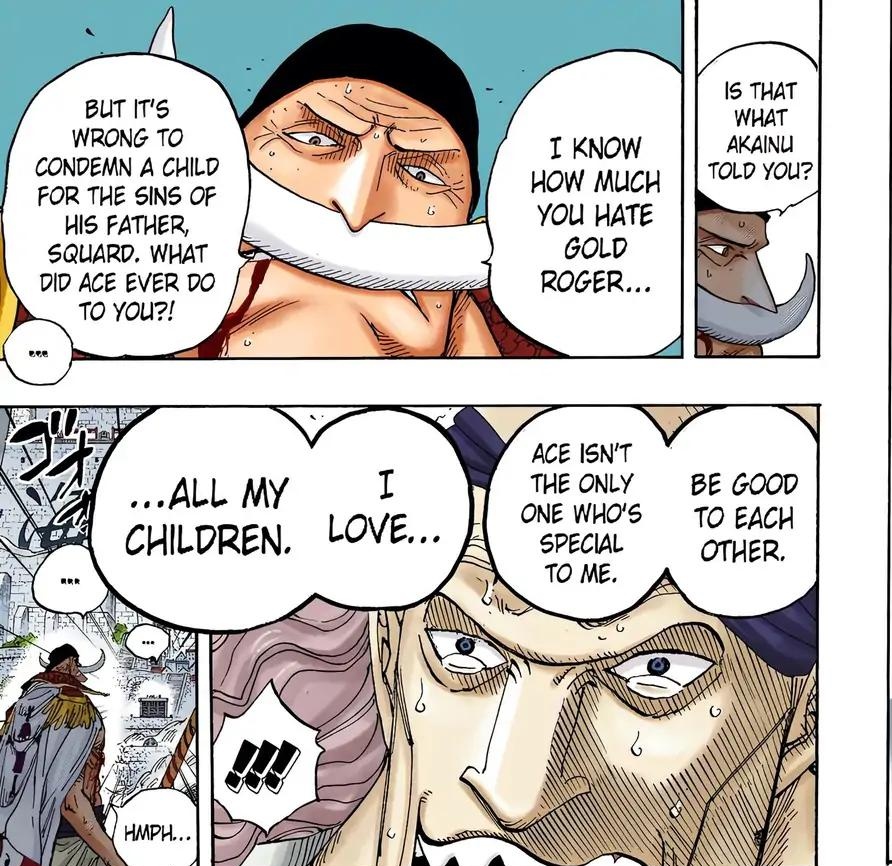 IS THAT
WHAT
AKAINU
TOLD YOU?
I KNOW
HOW MUCH
YOU HATE
GOLD
ROGER...
BUT IT'S
WRONG TO
CONDEMN A CHILD
FOR THE SINS OF
HIS FATHER,
SQUARD. WHAT
DID ACE EVER DO
TO YOU?!
...
BE GOOD
TO EACH
OTHER.
ACE ISN'T
THE ONLY
ONE WHO'S
SPECIAL
TO ME.
I
LOVE...
...ALL MY
CHILDREN.
!!!!
ゴオ
...
...
HMPH...